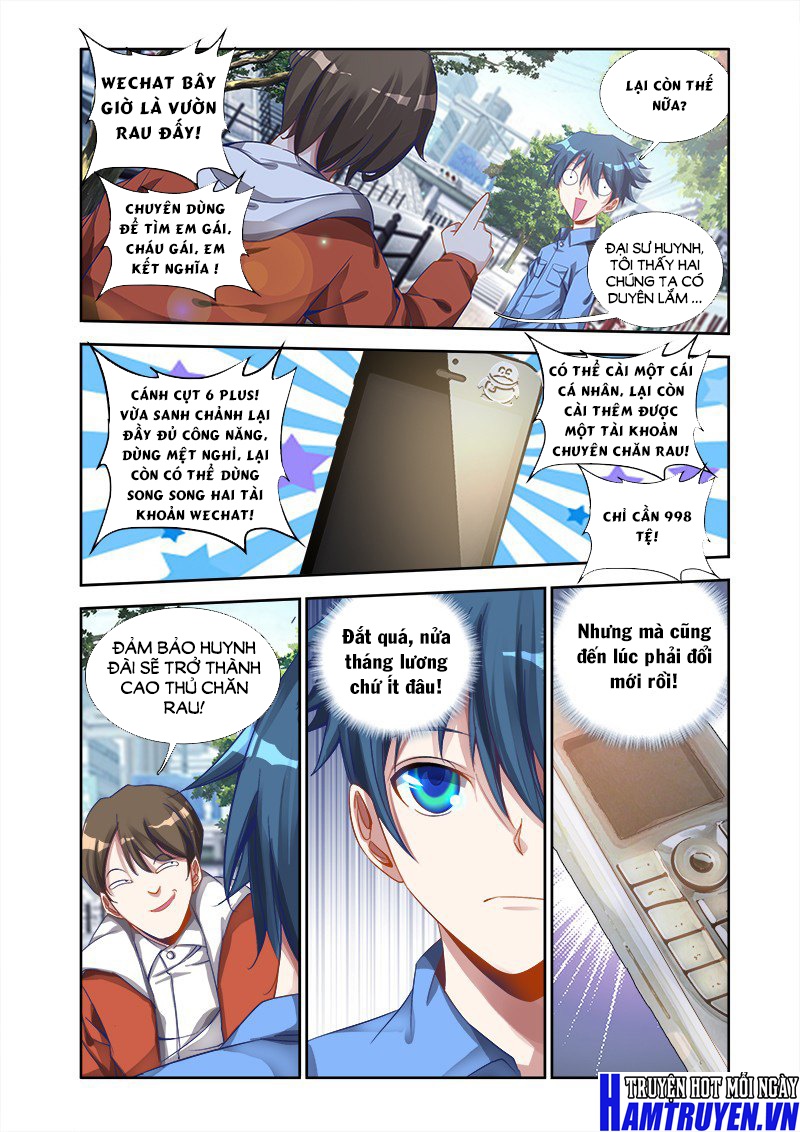 WECHAT BÂY
GIỜ LÀ VƯỜN
RAU ĐẤY!
CHUYÊN DÙNG
ĐỂ TÌM EM GÁI,
CHÁU GÁI, EM
KẾT NGHĨA !
LẠI CÒN THẾ
NỮA?
ĐẠI SƯ HUYNH,
TÔI THẤY HAI
CHÚNG TA CÓ
DUYÊN LẮM ...
CÁNH CỤT 6 PLUS!
VỪA SANH CHẢNH LẠI
ĐẦY ĐỦ CÔNG NĂNG,
DÙNG MỆT NGHỈ, LẠI
CÒN CÓ THỂ DÙNG
SONG SONG HAI TÀI
KHOẢN WECHAT!
CÓ THỂ CÀI MỘT CÁI
CÁ NHÂN, LẠI CÒN
CÀI THÊM ĐƯỢC
MỘT TÀI KHOẢN
CHUYÊN CHĂN RAU!
CHỈ CẦN 998
TỆ!
ĐẢM BẢO HUYNH
ĐÀI SẼ TRỞ THÀNH
CAO THỦ CHĂN
RAU!
Đắt quá, nửa
tháng lương
chứ ít đâu!
Nhưng mà cũng
đến lúc phải đổi
mới rồi!
TRUYỆN HOT MỖI NGÀY
HAMTRUYEN.VN